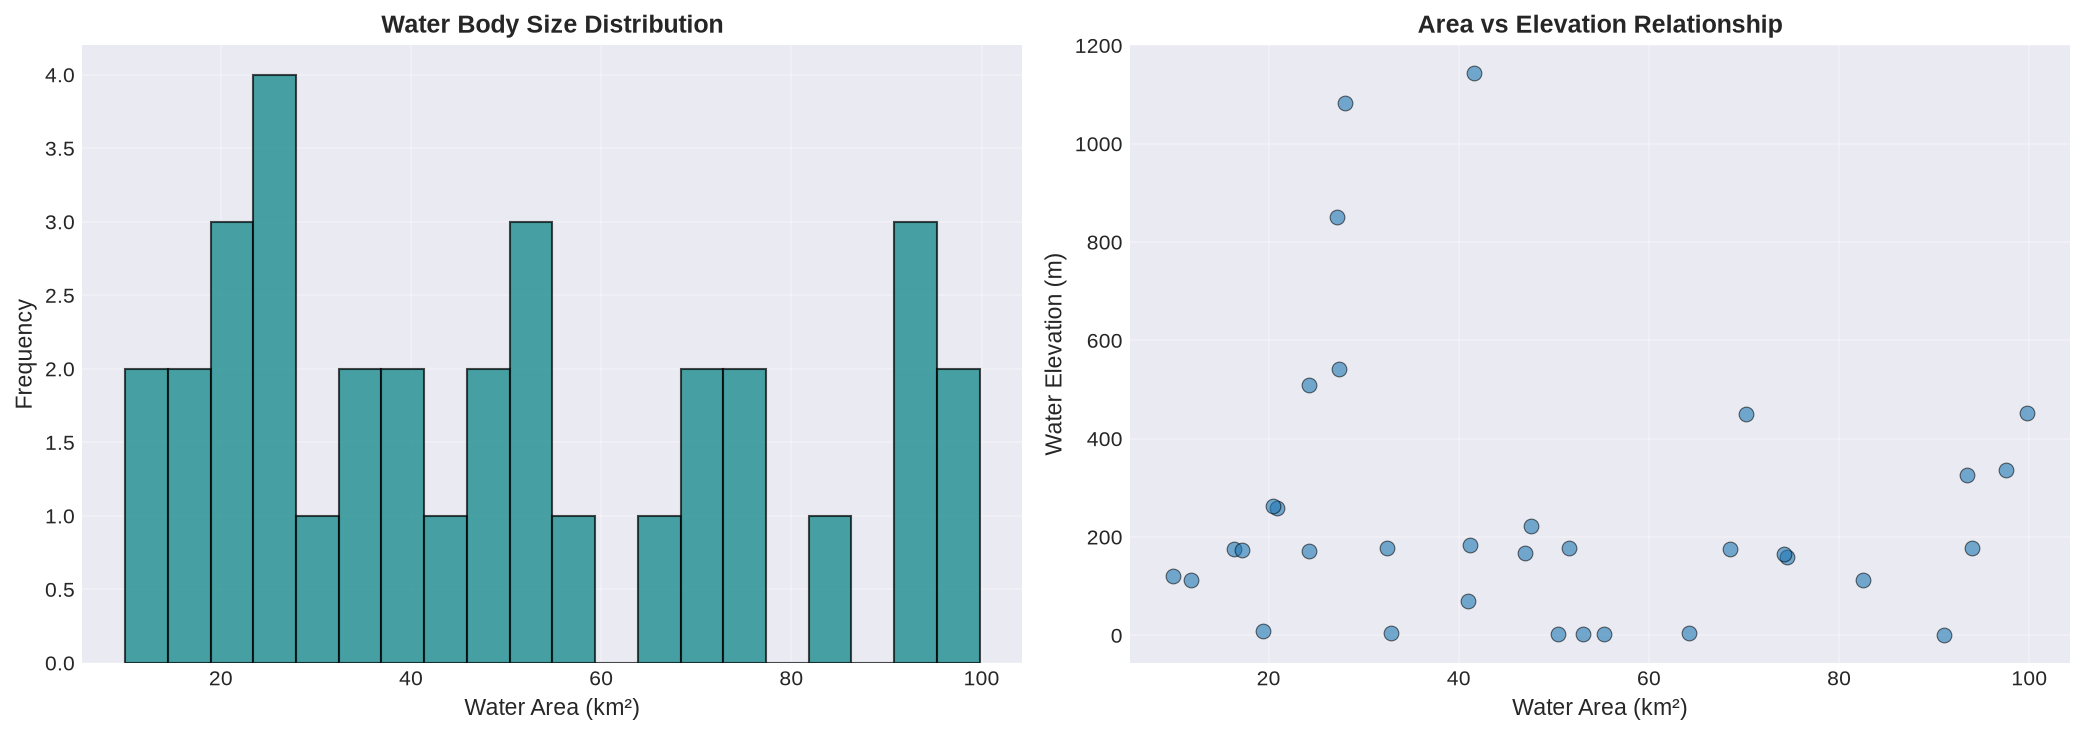 Water Body Size Distribution
4.0
3.5
3.0
2.5
2.0
1.5
1.0
0.5
0.0
Frequency
20 40 60 80 100
Water Area (km²)
Area vs Elevation Relationship
1200
1000
800
600
400
200
0
Water Elevation (m)
20 40 60 80 100
Water Area (km²)